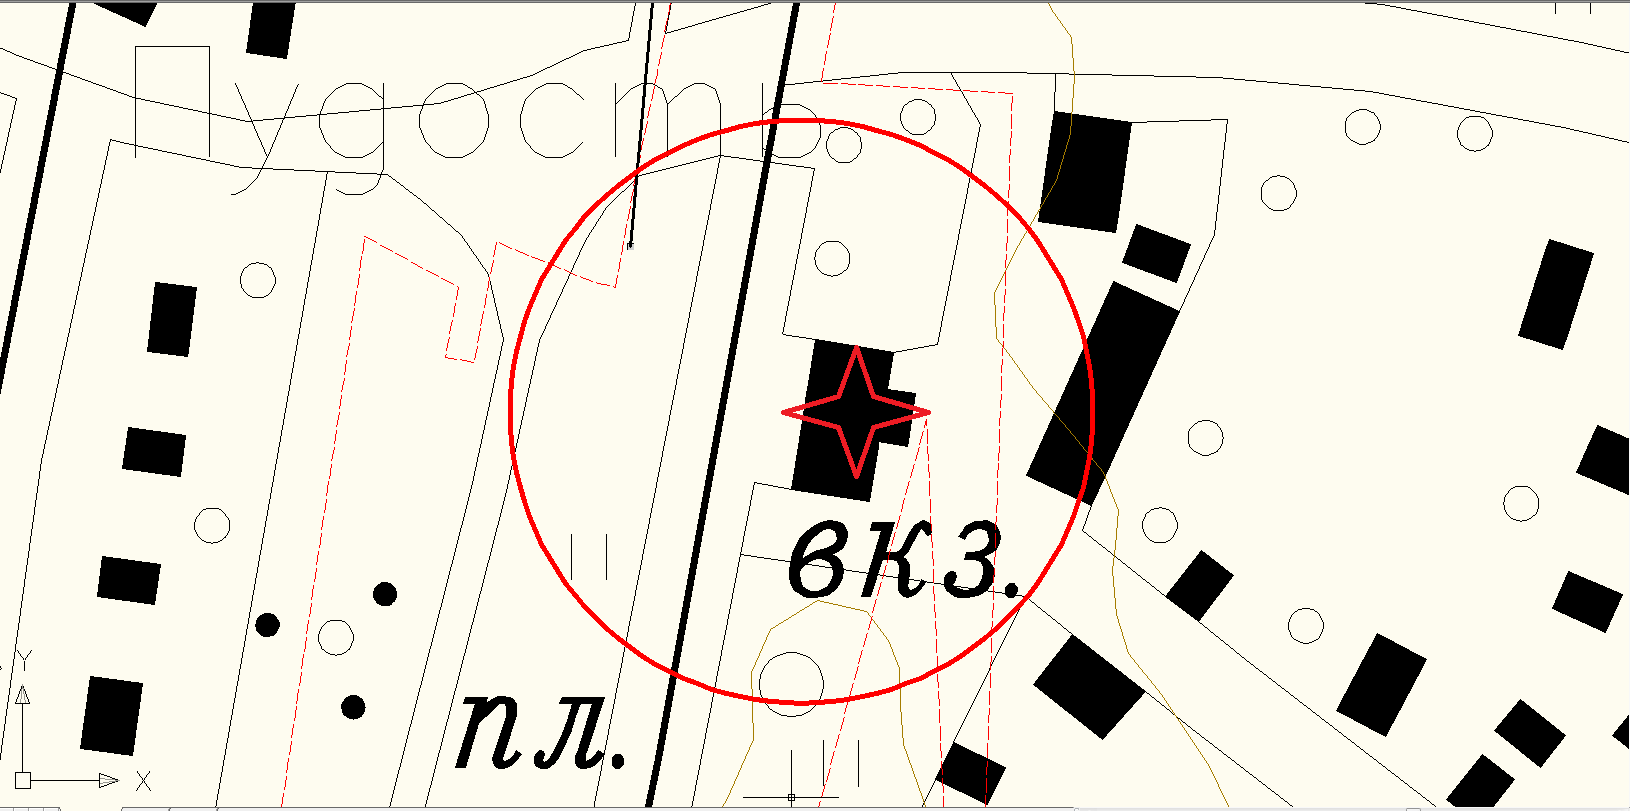 Пудость
вкз.
пл.
Y
X